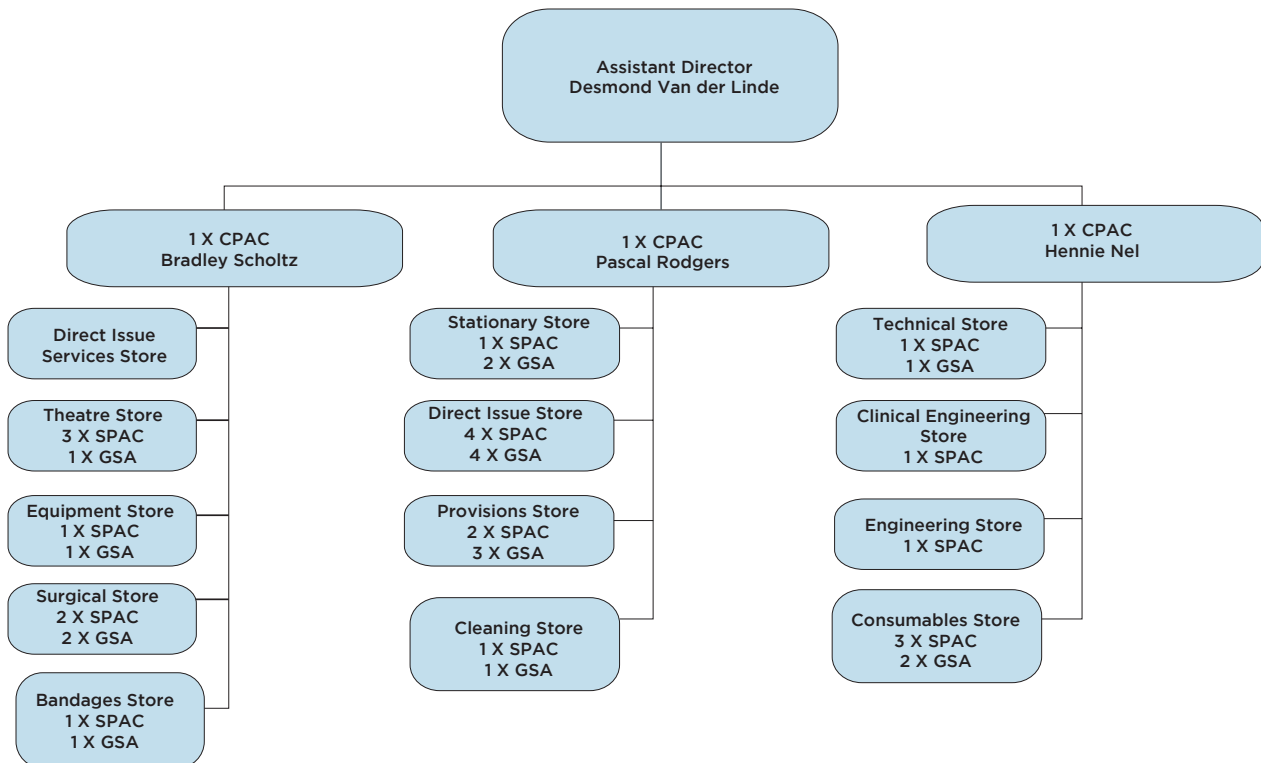 Assistant Director
Desmond Van der Linde
1 X CPAC
Bradley Scholtz
1 X CPAC
Pascal Rodgers
1 X CPAC
Hennie Nel
Direct Issue
Services Store
Theatre Store
3 X SPAC
1 X GSA
Equipment Store
1 X SPAC
1 X GSA
Surgical Store
2 X SPAC
2 X GSA
Bandages Store
1 X SPAC
1 X GSA
Stationary Store
1 X SPAC
2 X GSA
Direct Issue Store
4 X SPAC
4 X GSA
Provisions Store
2 X SPAC
3 X GSA
Cleaning Store
1 X SPAC
1 X GSA
Technical Store
1 X SPAC
1 X GSA
Clinical Engineering
Store
1 X SPAC
Engineering Store
1 X SPAC
Consumables Store
3 X SPAC
2 X GSA